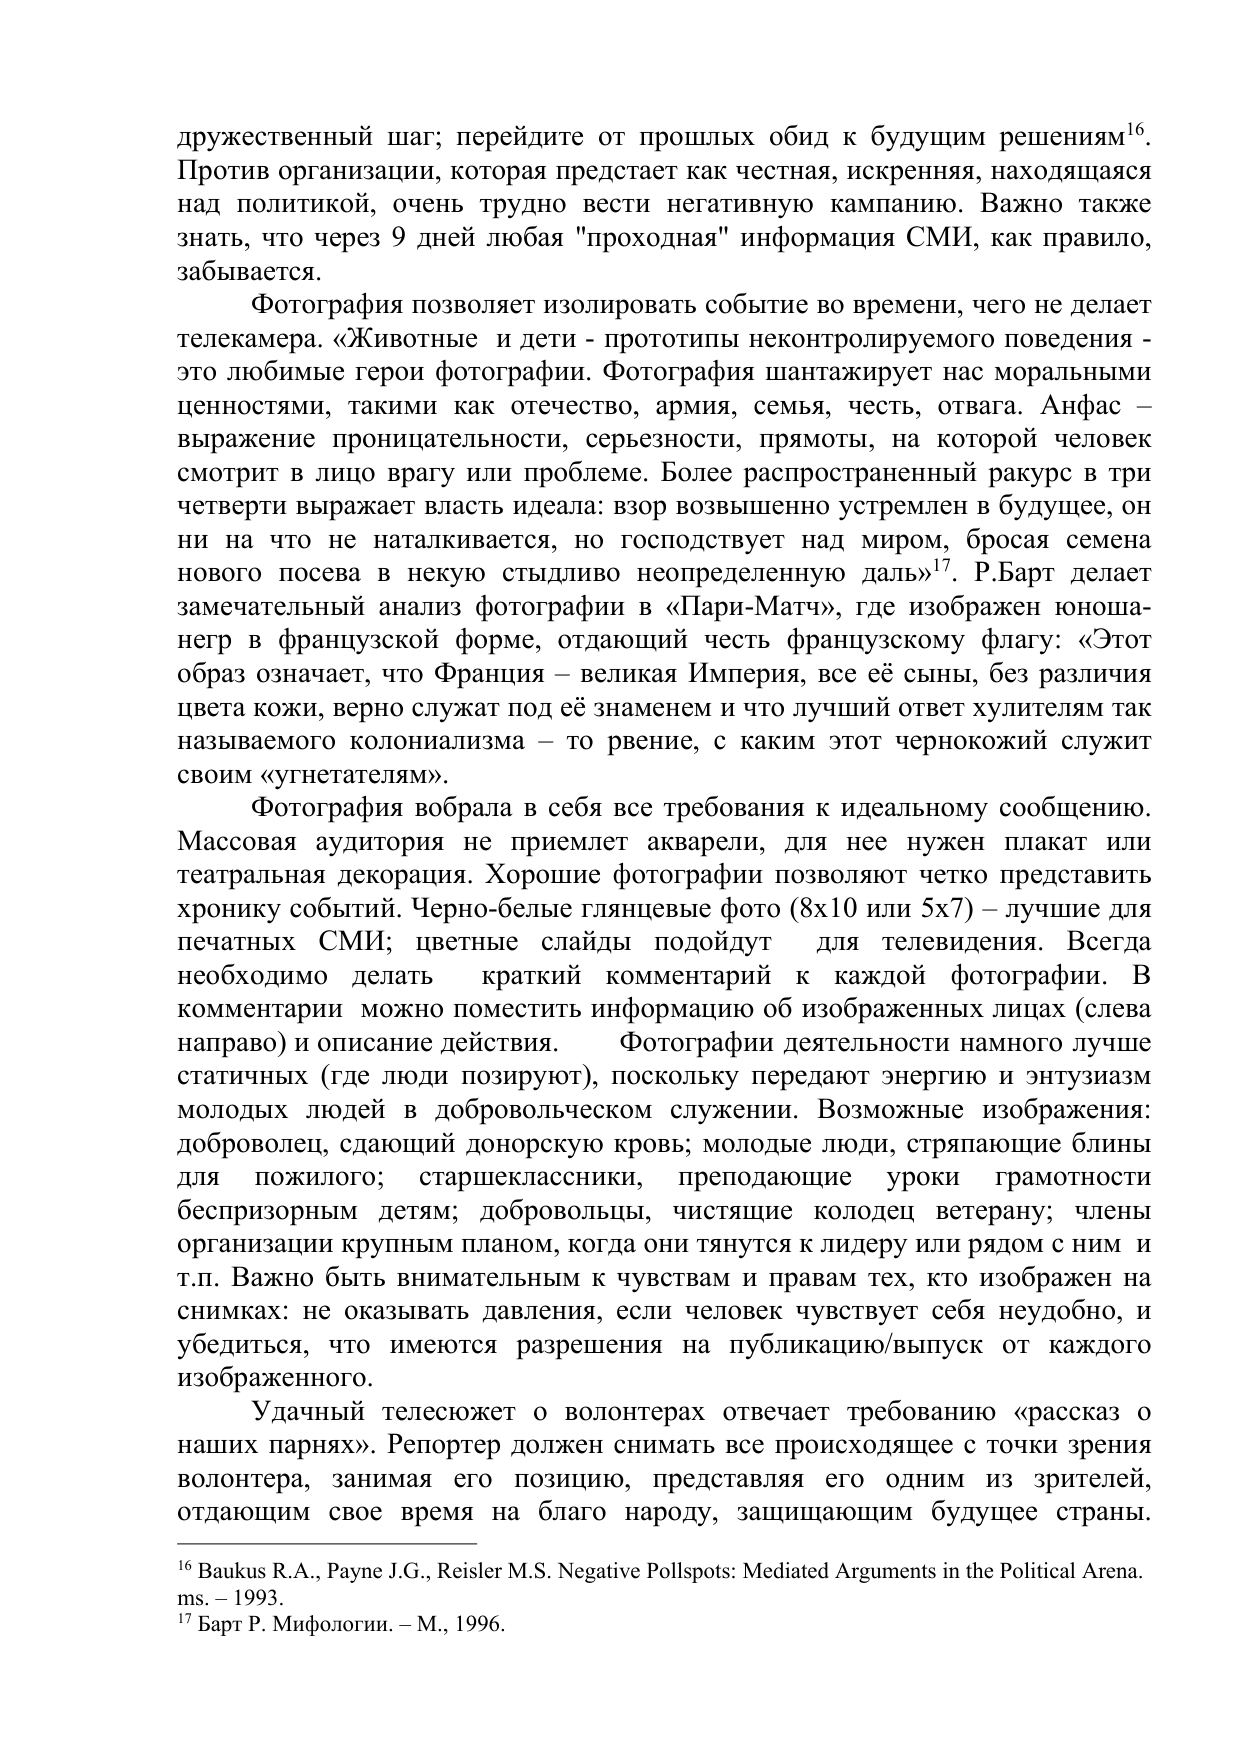 дружественный шаг; перейдите от прошлых обид к будущим решениям16.
Против организации, которая предстает как честная, искренняя, находящаяся
над политикой, очень трудно вести негативную кампанию. Важно также
знать, что через 9 дней любая "проходная" информация СМИ, как правило,
забывается.
Фотография позволяет изолировать событие во времени, чего не делает
телекамера. «Животные и дети - прототипы неконтролируемого поведения -
это любимые герои фотографии. Фотография шантажирует нас моральными
ценностями, такими как отечество, армия, семья, честь, отвага. Анфас –
выражение проницательности, серьезности, прямоты, на которой человек
смотрит в лицо врагу или проблеме. Более распространенный ракурс в три
четверти выражает власть идеала: взор возвышенно устремлен в будущее, он
ни на что не наталкивается, но господствует над миром, бросая семена
нового посева в некую стыдливо неопределенную даль»17. Р.Барт делает
замечательный анализ фотографии в «Пари-Матч», где изображен юноша-
негр в французской форме, отдающий честь французскому флагу: «Этот
образ означает, что Франция – великая Империя, все её сыны, без различия
цвета кожи, верно служат под её знаменем и что лучший ответ хулителям так
называемого колониализма – то рвение, с каким этот чернокожий служит
своим «угнетателям».
Фотография вобрала в себя все требования к идеальному сообщению.
Массовая аудитория не приемлет акварели, для нее нужен плакат или
театральная декорация. Хорошие фотографии позволяют четко представить
хронику событий. Черно-белые глянцевые фото (8х10 или 5х7) – лучшие для
печатных СМИ; цветные слайды подойдут для телевидения. Всегда
необходимо делать краткий комментарий к каждой фотографии. В
комментарии можно поместить информацию об изображенных лицах (слева
направо) и описание действия. Фотографии деятельности намного лучше
статичных (где люди позируют), поскольку передают энергию и энтузиазм
молодых людей в добровольческом служении. Возможные изображения:
доброволец, сдающий донорскую кровь; молодые люди, стряпающие блины
для пожилого; старшеклассники, преподающие уроки грамотности
беспризорным детям; добровольцы, чистящие колодец ветерану; члены
организации крупным планом, когда они тянутся к лидеру или рядом с ним и
т.п. Важно быть внимательным к чувствам и правам тех, кто изображен на
снимках: не оказывать давления, если человек чувствует себя неудобно, и
убедиться, что имеются разрешения на публикацию/выпуск от каждого
изображенного.
Удачный телесюжет о волонтерах отвечает требованию «рассказ о
наших парнях». Репортер должен снимать все происходящее с точки зрения
волонтера, занимая его позицию, представляя его одним из зрителей,
отдающим свое время на благо народу, защищающим будущее страны.
16 Baukus R.A., Payne J.G., Reisler M.S. Negative Pollspots: Mediated Arguments in the Political Arena.
ms. – 1993.
17 Барт Р. Мифологии. – М., 1996.